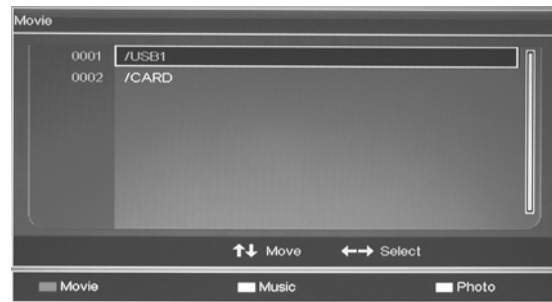 Movie
0001 /USB1
0002 /CARD
Move Select
Movie Music Photo